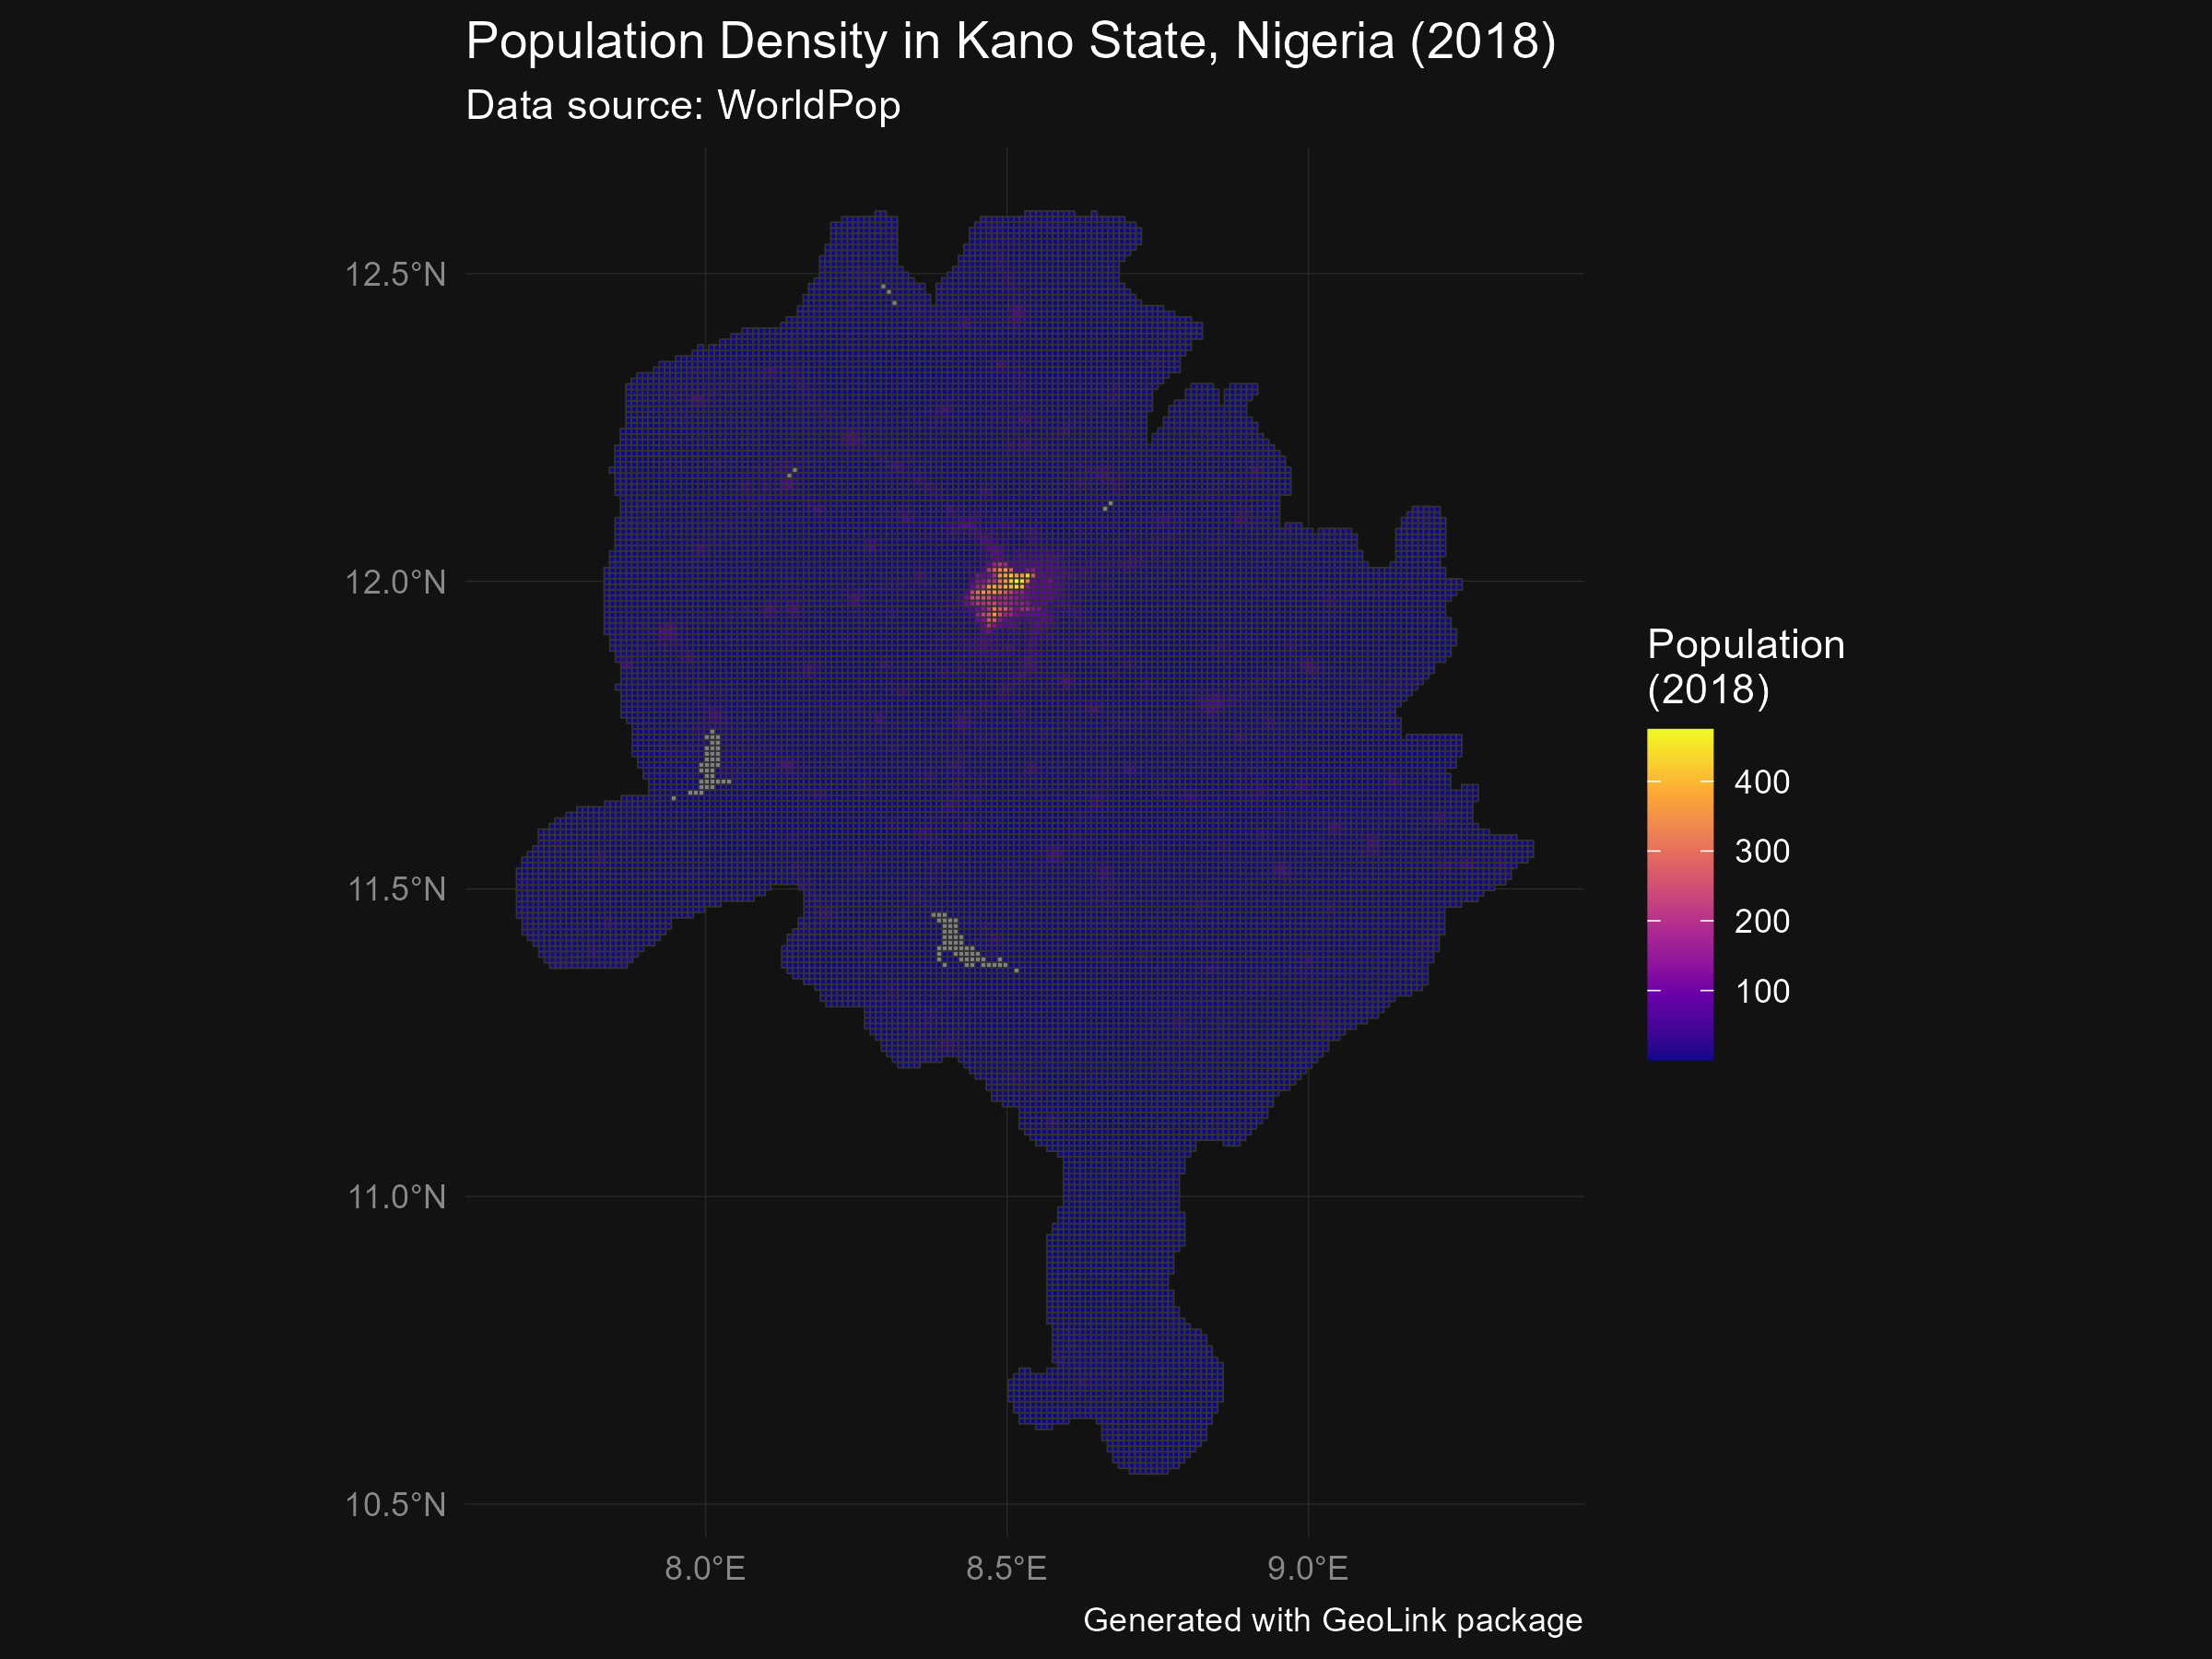 Population Density in Kano State, Nigeria (2018)
Data source: WorldPop
12.5°N
12.0°N
11.5°N
11.0°N
10.5°N
8.0°E
8.5°E
9.0°E
Population
(2018)
400
300
200
100
Generated with GeoLink package